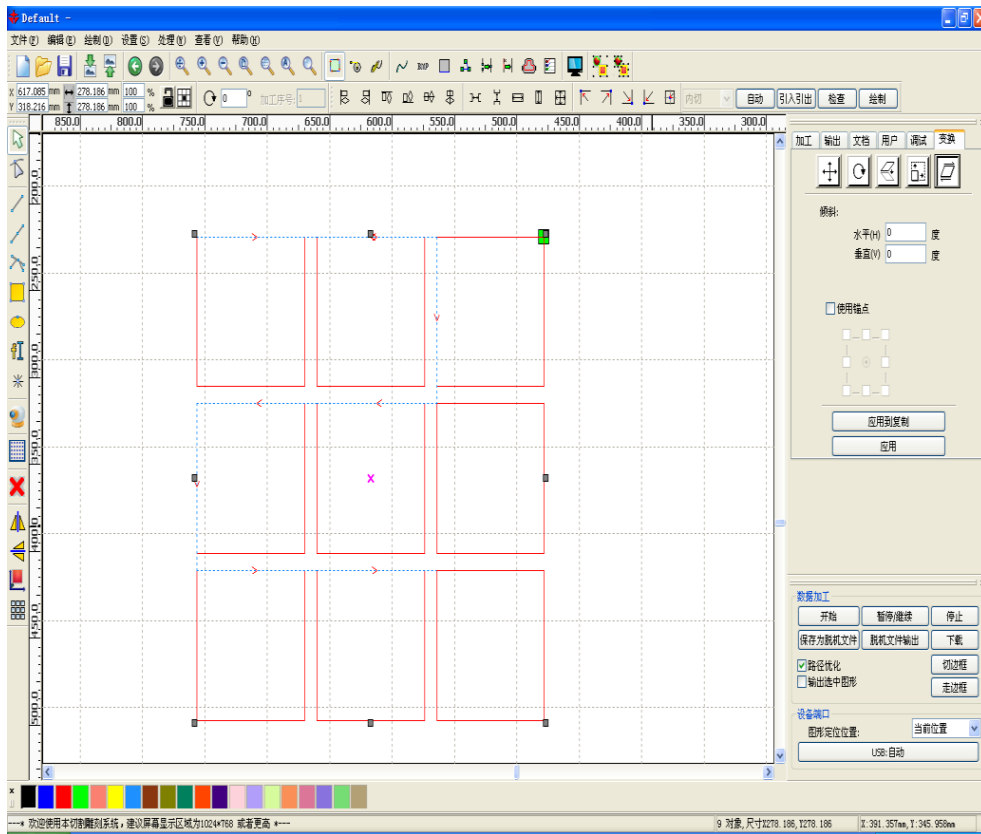 Default -
文件(F) 编辑(E) 绘制(D) 设置(S) 处理(W) 查看(V) 帮助(H)
BMP
X 617.085 mm 278.186 mm 100 % 0 ° 加工序号: 1 内切 自动 引入引出 检查 绘制
Y 318.216 mm 278.186 mm 100 %
850.0 800.0 750.0 700.0 650.0 600.0 550.0 500.0 450.0 400.0 350.0 300.0
200.0
250.0
300.0
350.0
400.0
450.0
500.0
加工 输出 文档 用户 调试 变换
倾斜:
水平(H) 0 度
垂直(V) 0 度
使用锚点
应用到复制
应用
数据加工
开始 暂停/继续 停止
保存为脱机文件 脱机文件输出 下载
路径优化 切边框
输出选中图形 走边框
设备端口
图形定位位置: 当前位置
USB:自动
---* 欢迎使用本切割雕刻系统，建议屏幕显示区域为1024*768 或者更高 *--- 9 对象,尺寸X278.186,Y278.186 X:391.357mm,Y:345.958mm